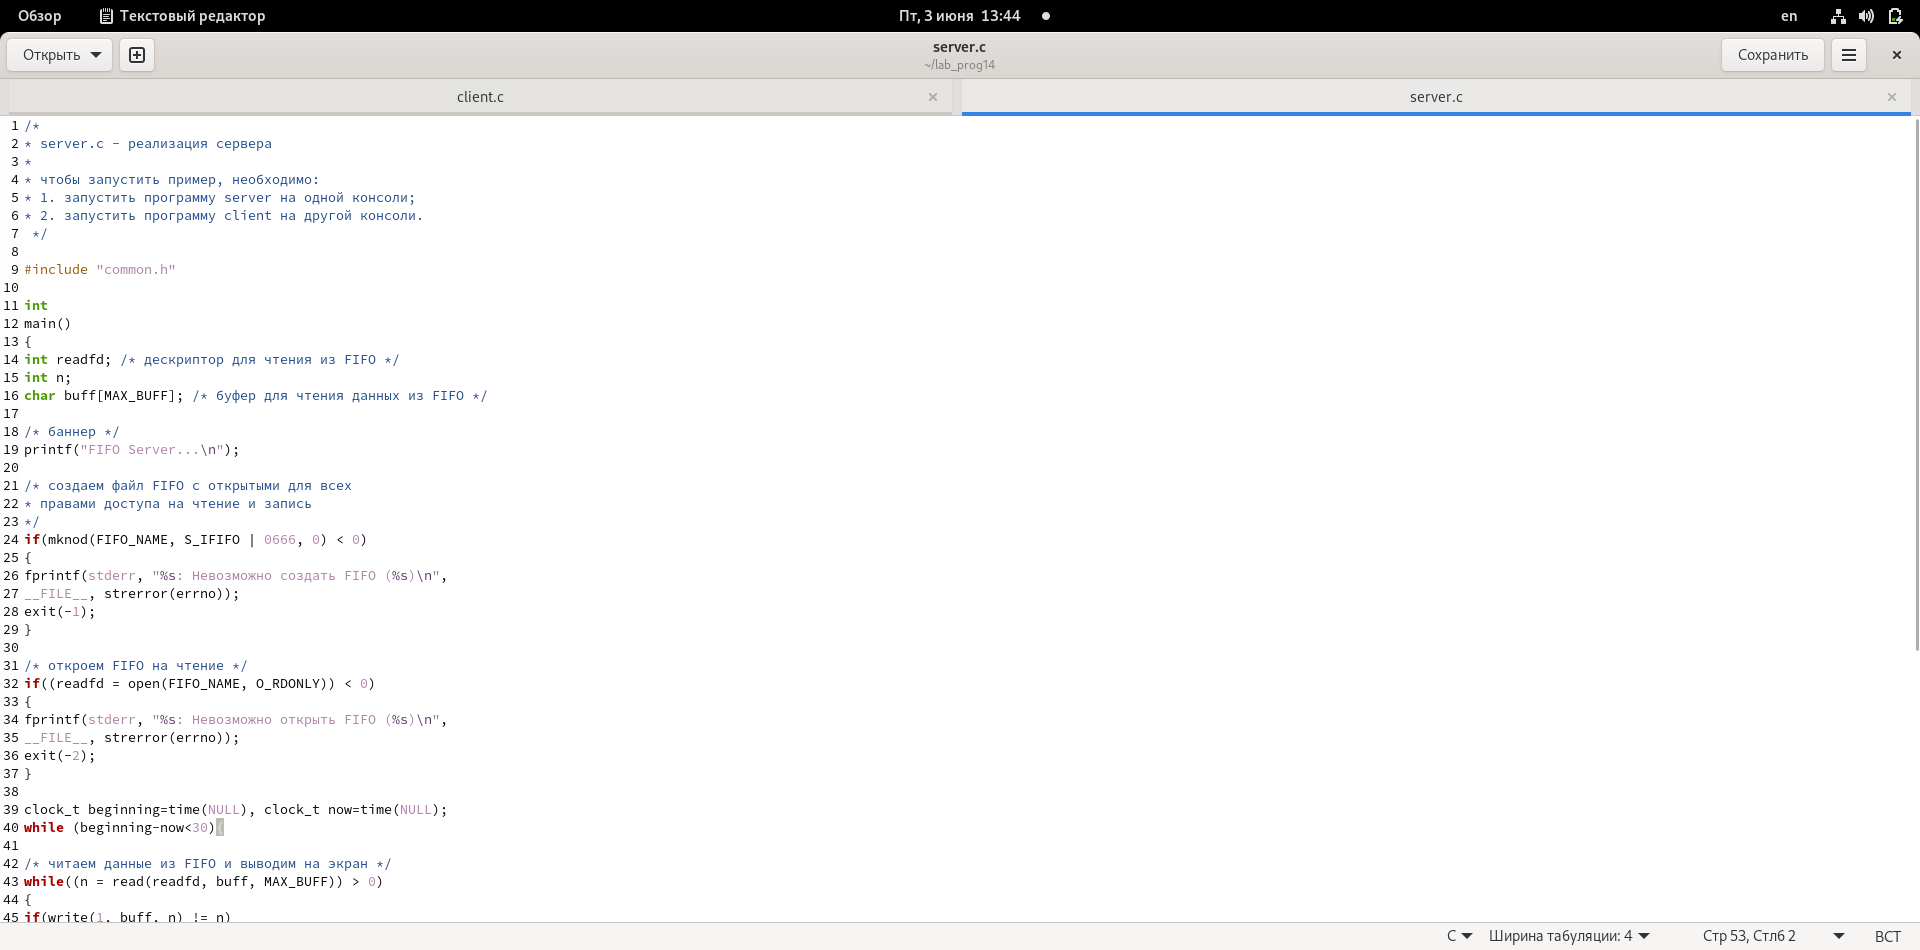 Обзор
Текстовый редактор
Пт, 3 июня 13:44
en
Открыть
server.c
~/lab_prog14
Сохранить
client.c
server.c
1 /*
2 * server.c - реализация сервера
3 *
4 * чтобы запустить пример, необходимо:
5 * 1. запустить программу server на одной консоли;
6 * 2. запустить программу client на другой консоли.
7 */
8
9 #include "common.h"
10
11 int
12 main()
13 {
14 int readfd; /* дескриптор для чтения из FIFO */
15 int n;
16 char buff[MAX_BUFF]; /* буфер для чтения данных из FIFO */
17
18 /* баннер */
19 printf("FIFO Server...\n");
20
21 /* создаем файл FIFO с открытыми для всех
22 * правами доступа на чтение и запись
23 */
24 if(mknod(FIFO_NAME, S_IFIFO | 0666, 0) < 0)
25 {
26 fprintf(stderr, "%s: Невозможно создать FIFO (%s)\n",
27 __FILE__, strerror(errno));
28 exit(-1);
29 }
30
31 /* откроем FIFO на чтение */
32 if((readfd = open(FIFO_NAME, O_RDONLY)) < 0)
33 {
34 fprintf(stderr, "%s: Невозможно открыть FIFO (%s)\n",
35 __FILE__, strerror(errno));
36 exit(-2);
37 }
38
39 clock_t beginning=time(NULL), clock_t now=time(NULL);
40 while (beginning-now<30){
41
42 /* читаем данные из FIFO и выводим на экран */
43 while((n = read(readfd, buff, MAX_BUFF)) > 0)
44 {
45 if(write(1, buff, n) != n)
C
Ширина табуляции: 4
Стр 53, Стлб 2
ВСТ